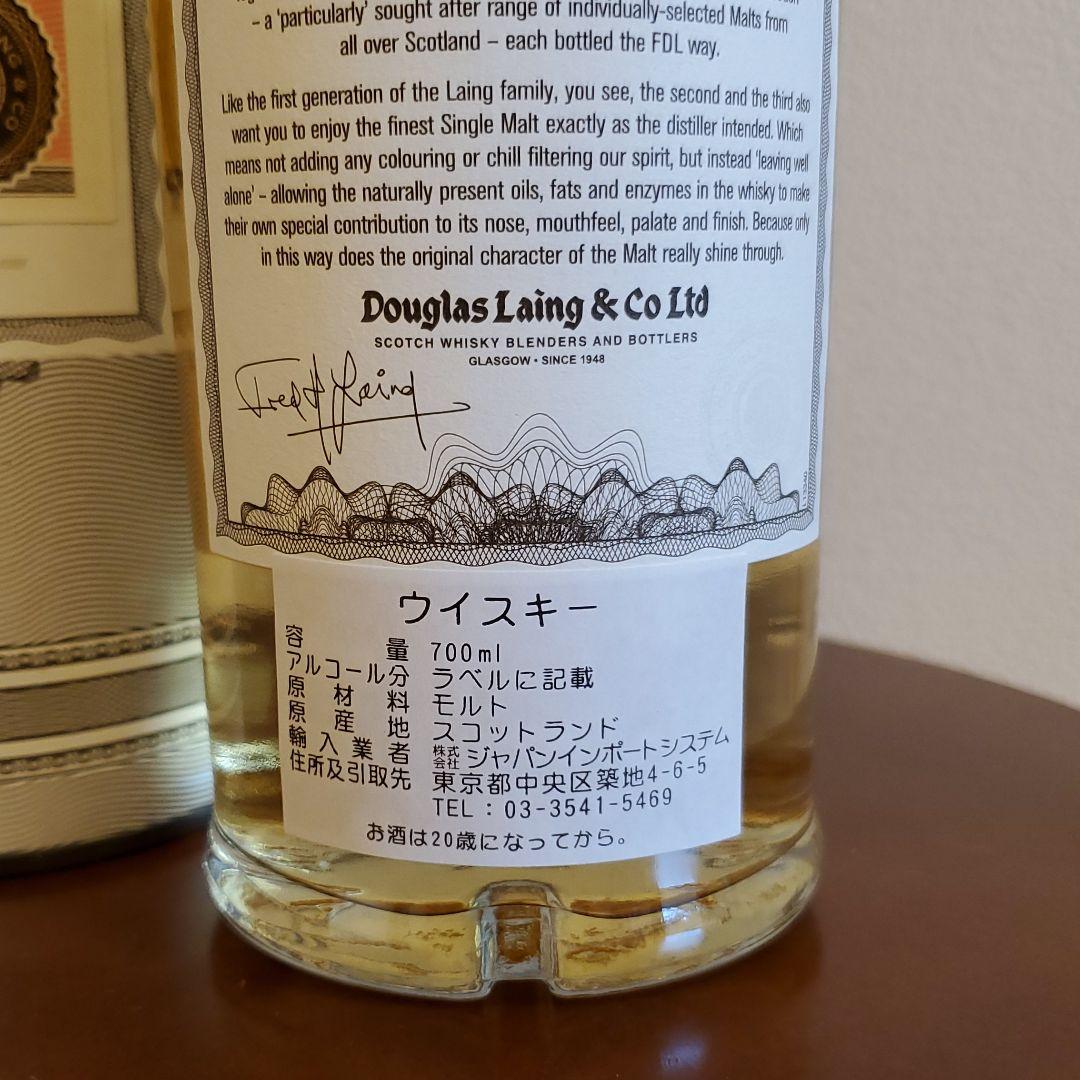 – a 'particularly' sought after range of individually-selected Malts from
all over Scotland – each bottled the FDL way.
Like the first generation of the Laing family, you see, the second and the third also
want you to enjoy the finest Single Malt exactly as the distiller intended. Which
means not adding any colouring or chill filtering our spirit, but instead 'leaving well
alone' – allowing the naturally present oils, fats and enzymes in the whisky to make
their own special contribution to its nose, mouthfeel, palate and finish. Because only
in this way does the original character of the Malt really shine through.
Douglas Laing & Co Ltd
SCOTCH WHISKY BLENDERS AND BOTTLERS
GLASGOW • SINCE 1948
Fred H Laing
ウイスキー
容量 700ml
アルコール分 ラベルに記載
原材料 モルト
原産地 スコットランド
輸入業者 株式会社 ジャパンインポートシステム
住所及引取先 東京都中央区築地4-6-5
TEL : 03-3541-5469
お酒は20歳になってから。